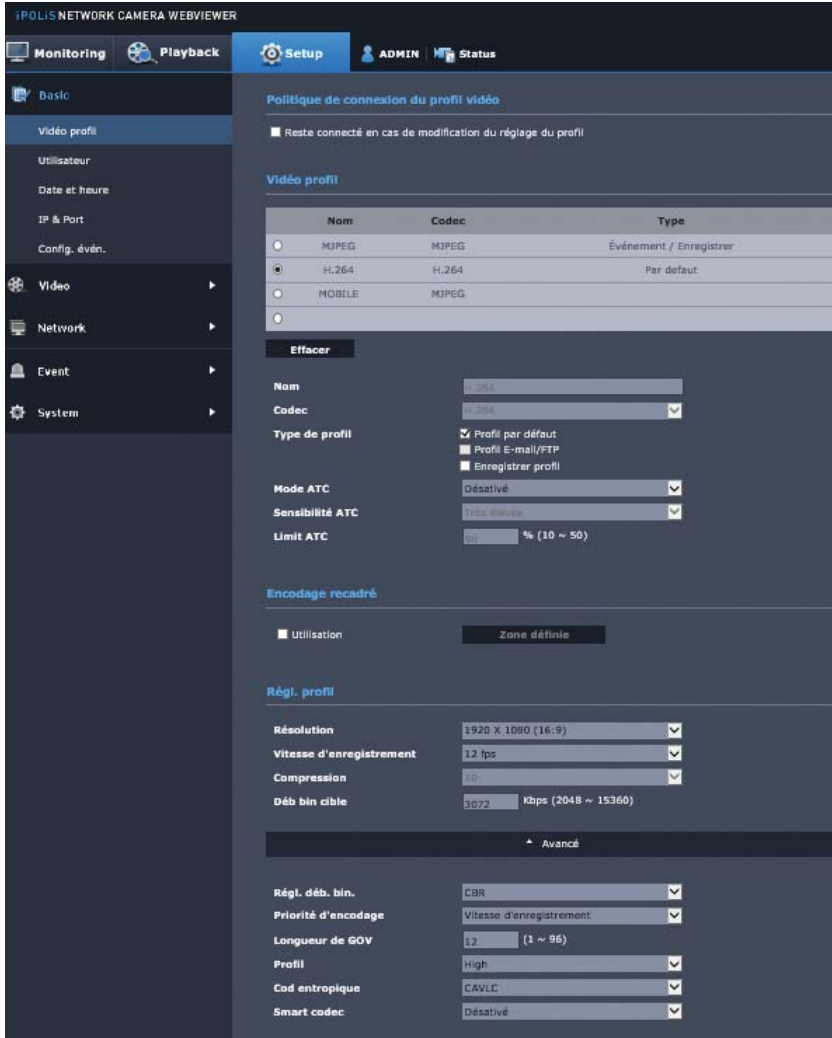 iPOLiS NETWORK CAMERA WEBVIEWER
Monitoring Playback Setup ADMIN Status
Basic
Vidéo profil
Utilisateur
Date et heure
IP & Port
Config. évén.
Video
Network
Event
System
Politique de connexion du profil vidéo
Reste connecté en cas de modification du réglage du profil
Vidéo profil
Nom Codec Type
MJPEG MJPEG Événement / Enregistrer
H.264 H.264 Par defaut
MOBILE MJPEG
Effacer
Nom H.264
Codec H.264
Type de profil Profil par défaut
Profil E-mail/FTP
Enregistrer profil
Mode ATC Désativé
Sensibilité ATC Très élevée
Limit ATC 50 % (10 ~ 50)
Encodage recadré
Utilisation Zone définie
Régl. profil
Résolution 1920 X 1080 (16:9)
Vitesse d'enregistrement 12 fps
Compression 10
Déb bin cible 3072 Kbps (2048 ~ 15360)
Avancé
Régl. déb. bin. CBR
Priorité d'encodage Vitesse d'enregistrement
Longueur de GOV 12 (1 ~ 96)
Profil High
Cod entropique CAVLC
Smart codec Désativé